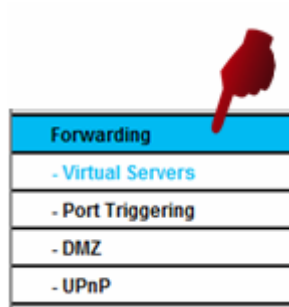 Forwarding
- Virtual Servers
- Port Triggering
- DMZ
- UPnP